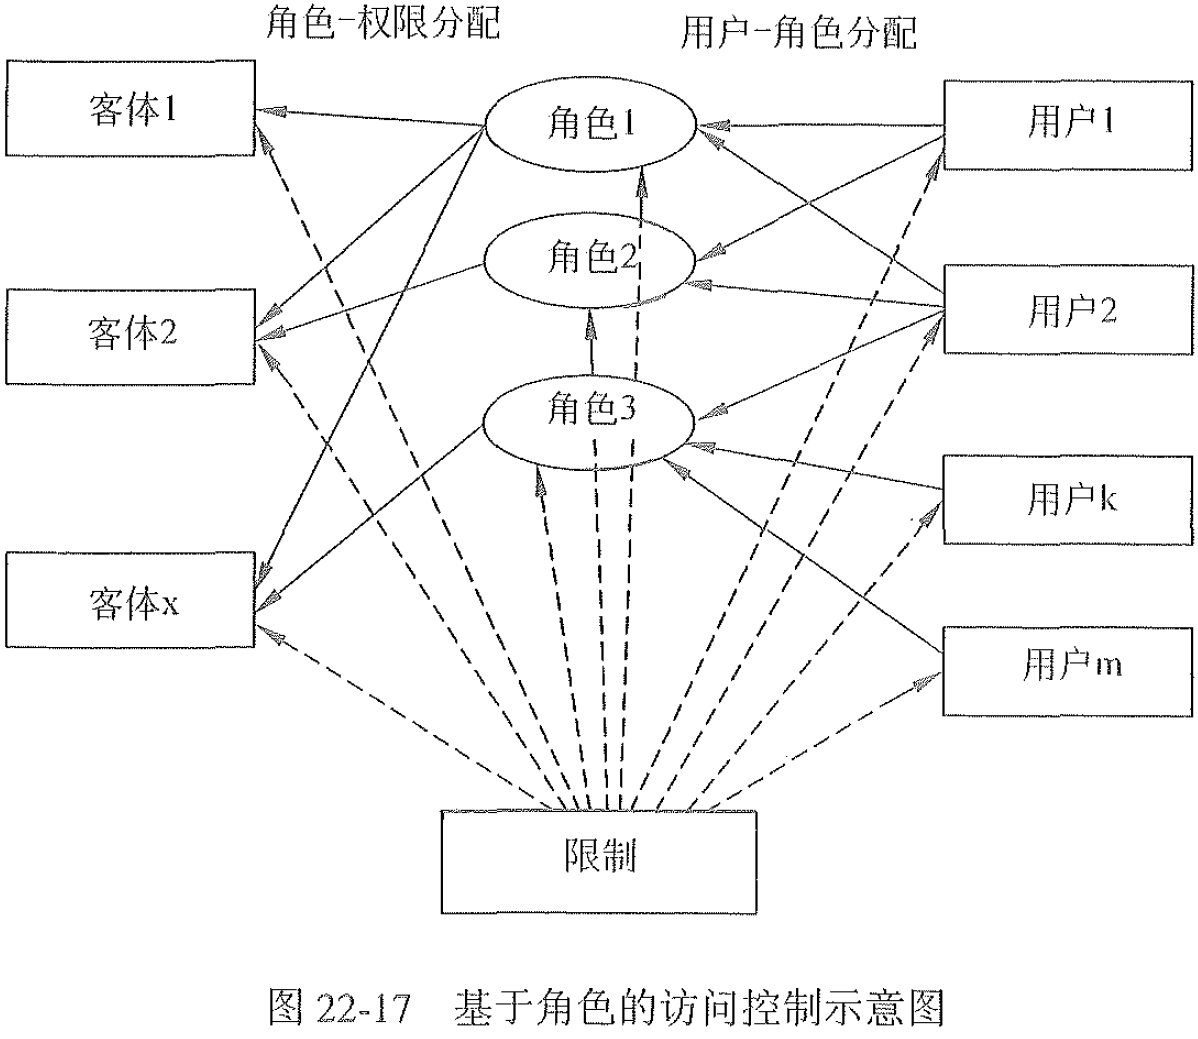 角色-权限分配
用户-角色分配
客体1
角色1
用户1
客体2
角色2
用户2
角色3
客体x
用户k
用户m
限制
图 22-17 基于角色的访问控制示意图